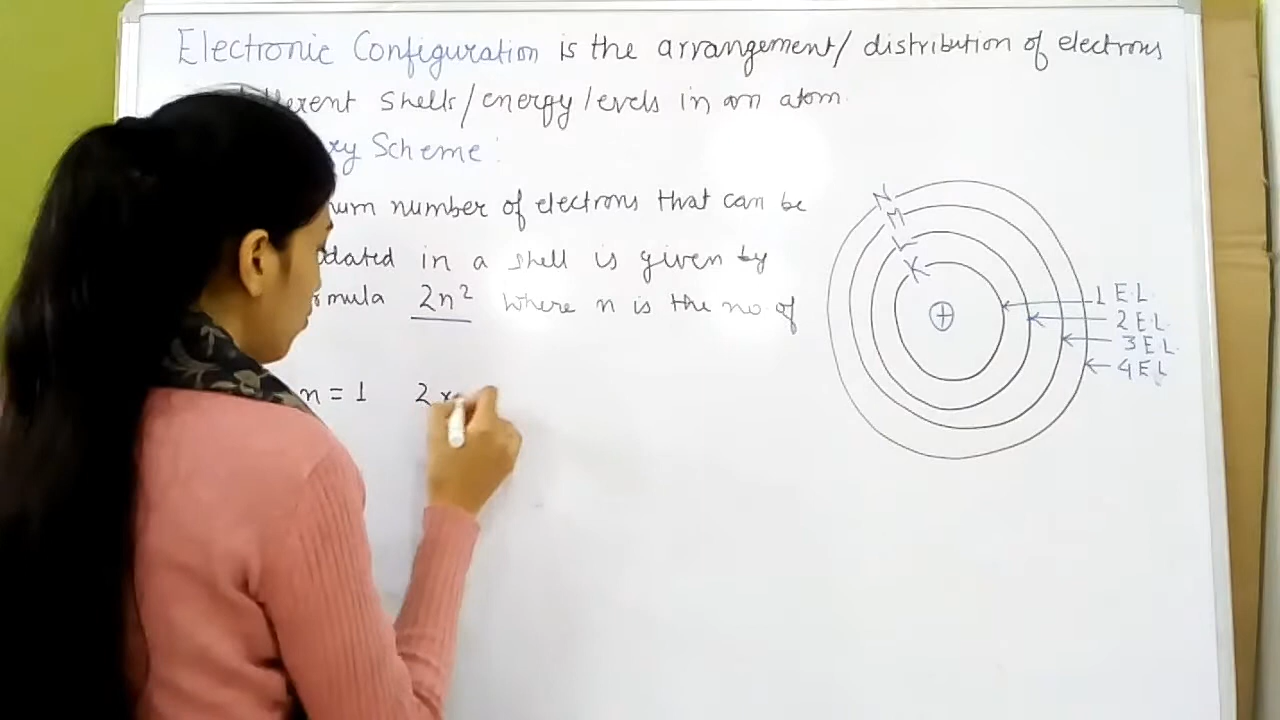 Electronic Configuration is the arrangement/ distribution of electrons
shells/energy levels in an atom.
Scheme:
number of electrons that can be
in a shell is given by
2n² where n is the no of
n = 1 2 ×
N
M
L
K
+
1 E.L.
2 E.L.
3 E.L.
4 E.L